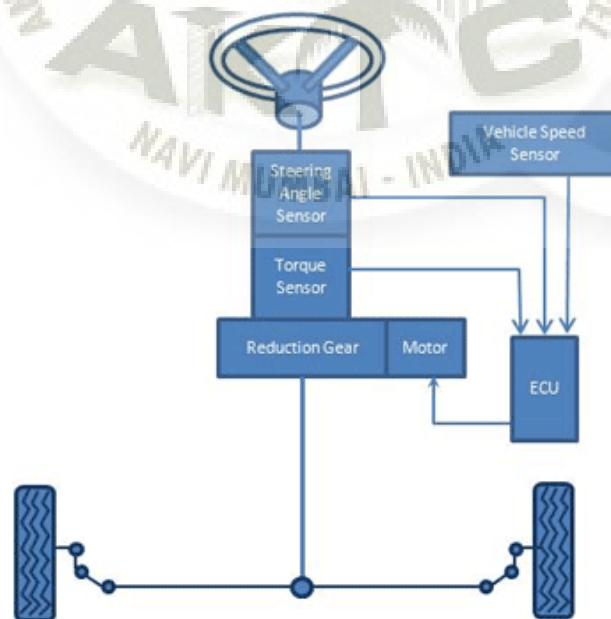 NAVI MUMBAI - INDIA
Vehicle Speed
Sensor
Steering
Angle
Sensor
Torque
Sensor
Reduction Gear
Motor
ECU